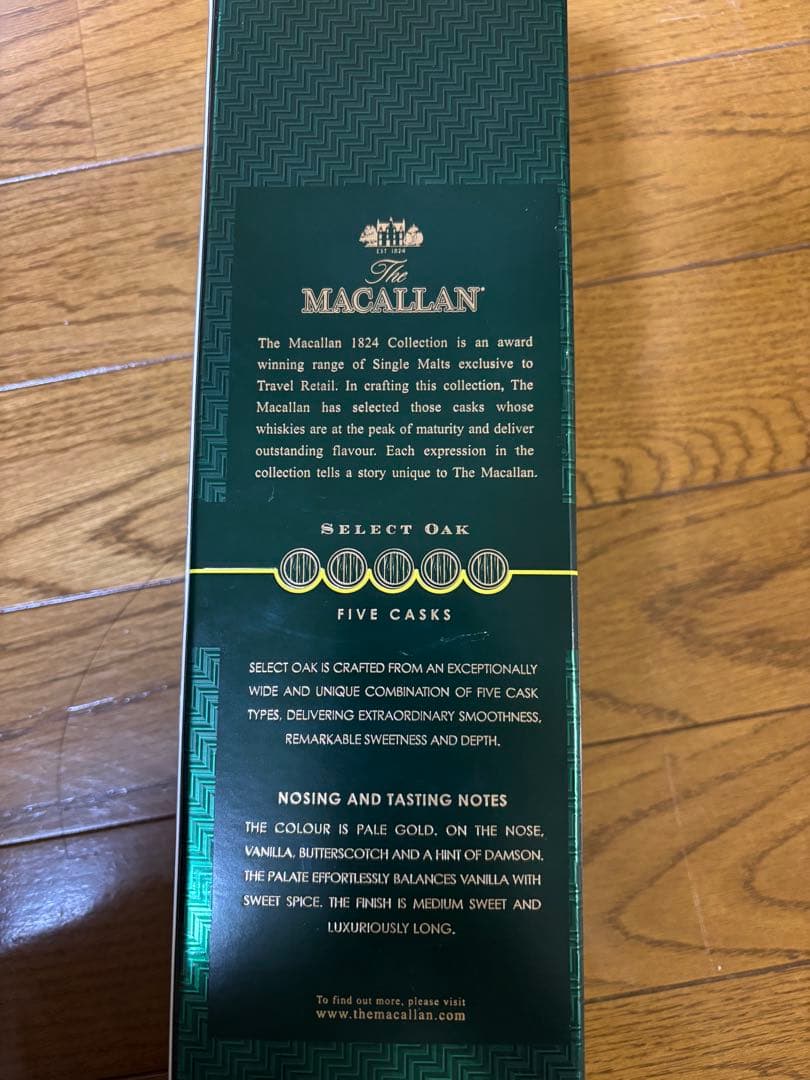 EST 1824
The
MACALLAN
The Macallan 1824 Collection is an award
winning range of Single Malts exclusive to
Travel Retail. In crafting this collection, The
Macallan has selected those casks whose
whiskies are at the peak of maturity and deliver
outstanding flavour. Each expression in the
collection tells a story unique to The Macallan.
SELECT OAK
FIVE CASKS
SELECT OAK IS CRAFTED FROM AN EXCEPTIONALLY
WIDE AND UNIQUE COMBINATION OF FIVE CASK
TYPES, DELIVERING EXTRAORDINARY SMOOTHNESS,
REMARKABLE SWEETNESS AND DEPTH.
NOSING AND TASTING NOTES
THE COLOUR IS PALE GOLD. ON THE NOSE,
VANILLA, BUTTERSCOTCH AND A HINT OF DAMSON.
THE PALATE EFFORTLESSLY BALANCES VANILLA WITH
SWEET SPICE. THE FINISH IS MEDIUM SWEET AND
LUXURIOUSLY LONG.
To find out more, please visit
www.themacallan.com